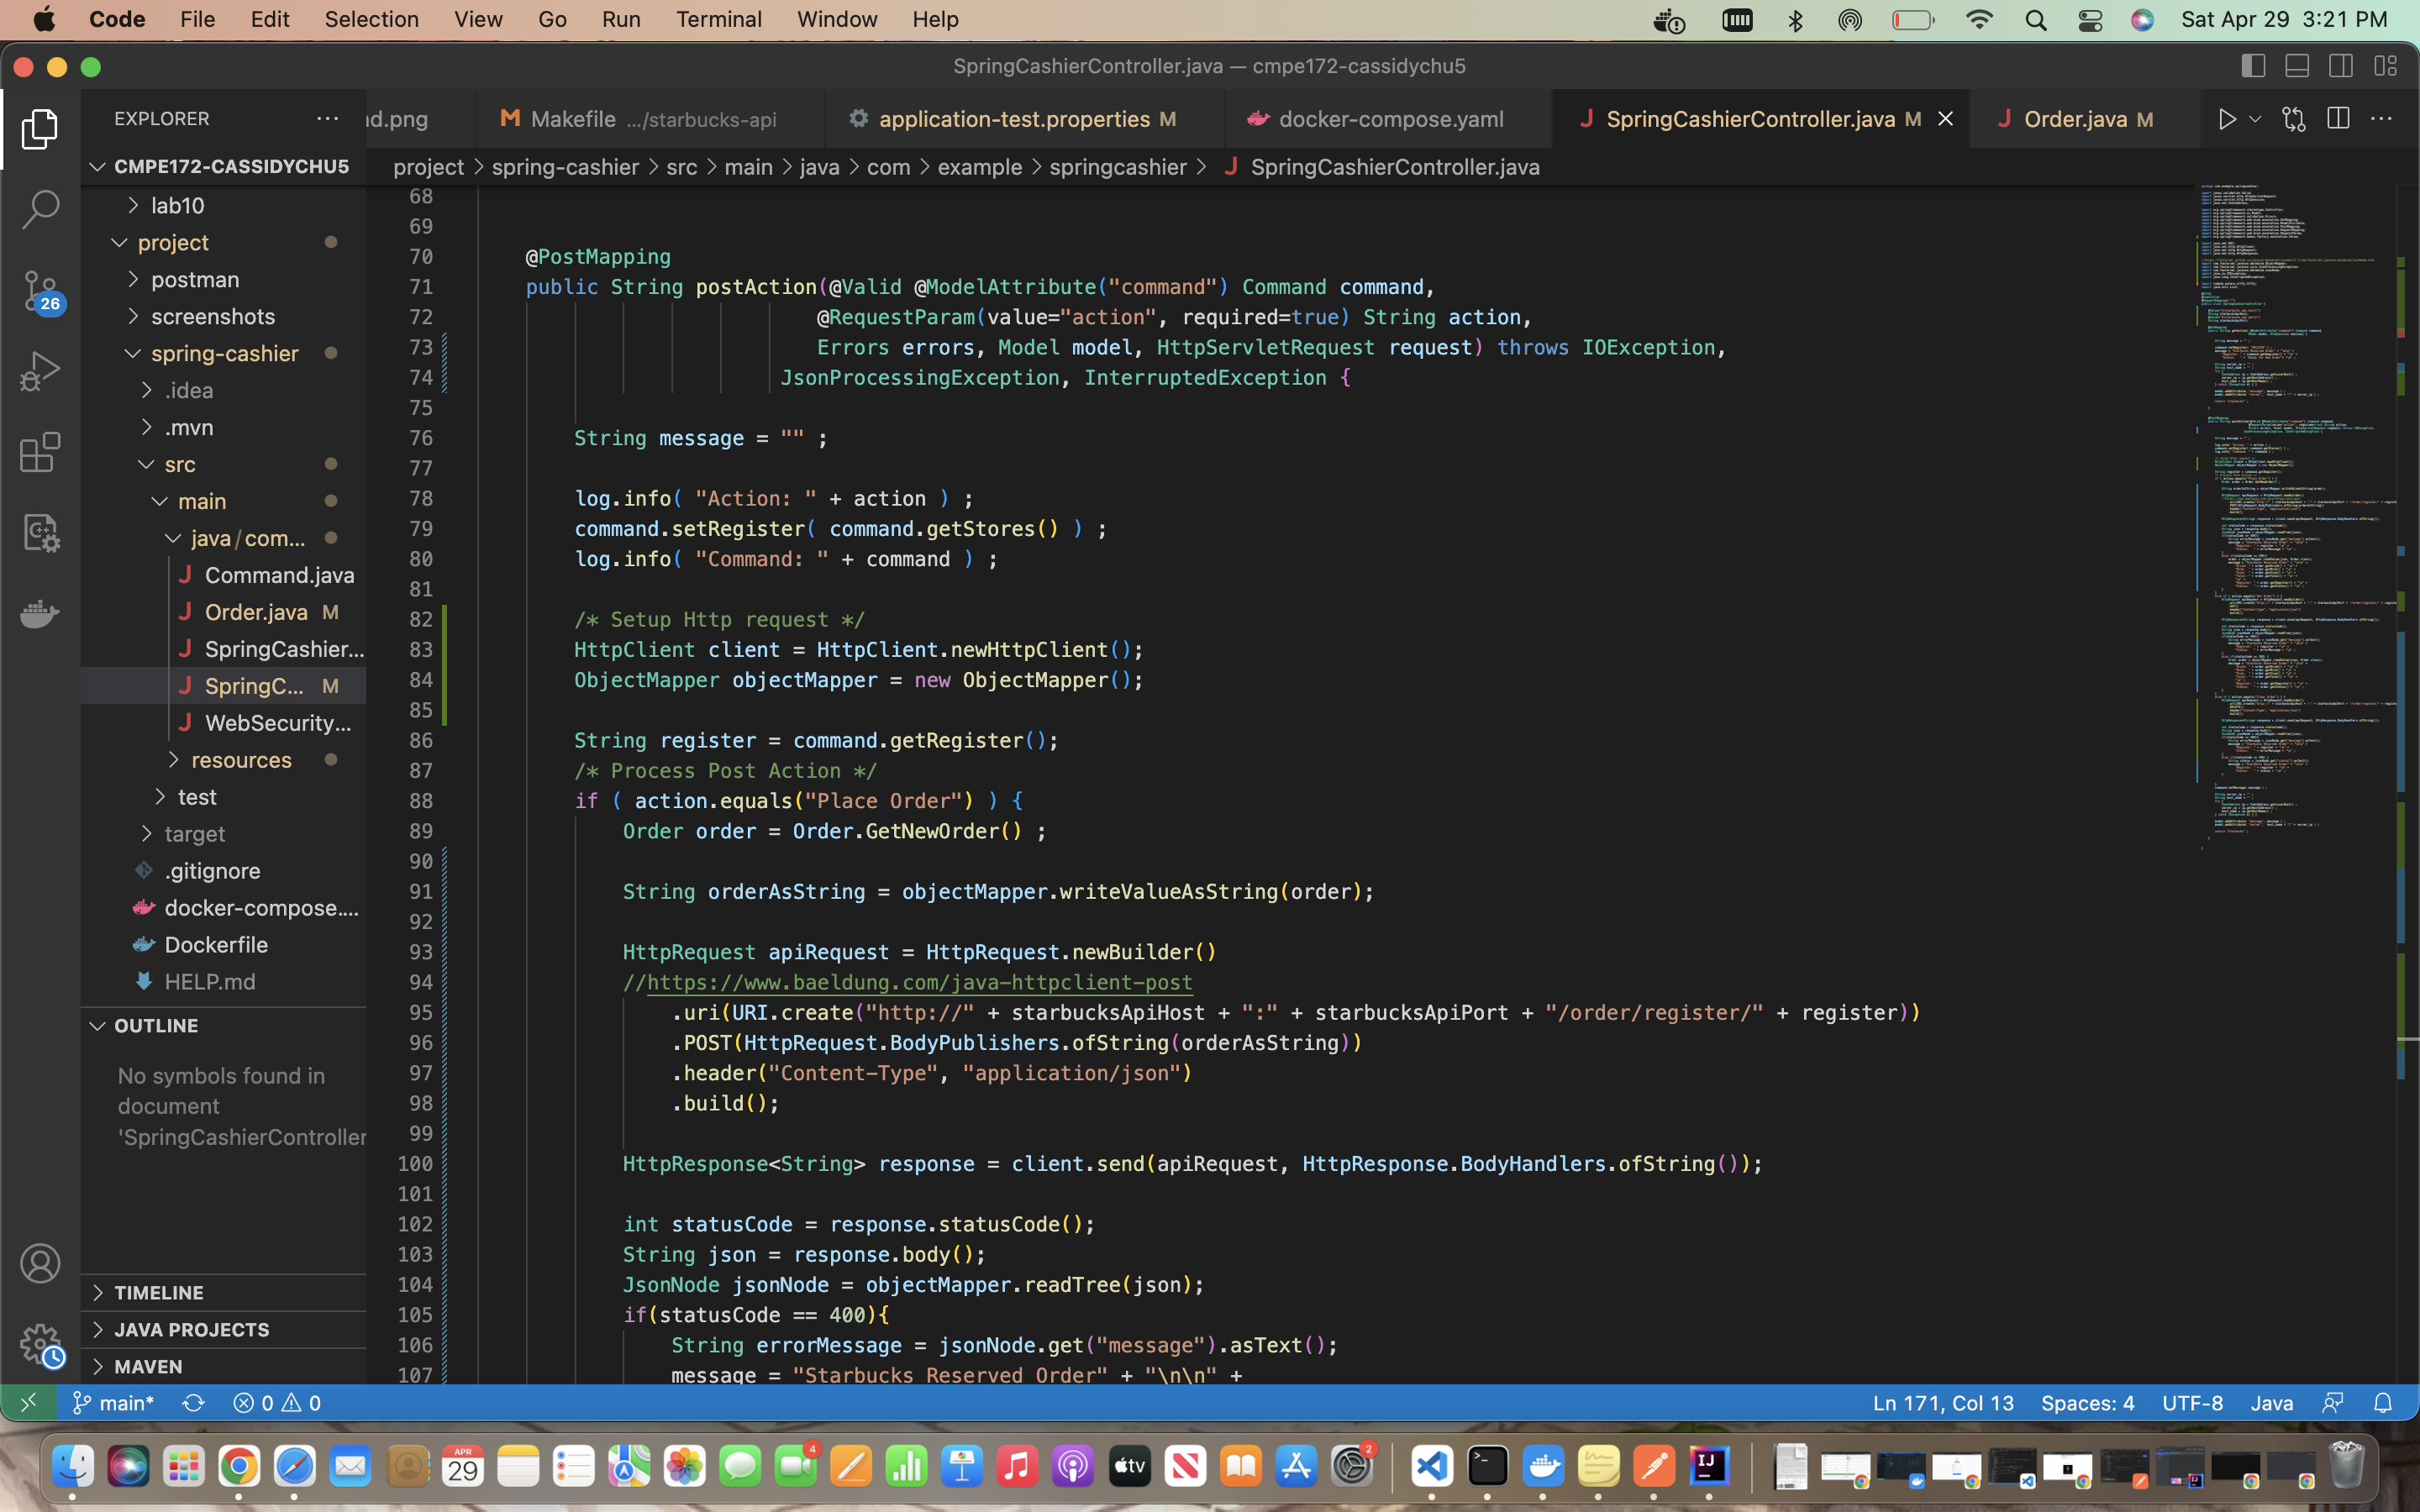 Code File Edit Selection View Go Run Terminal Window Help Sat Apr 29 3:21 PM
SpringCashierController.java — cmpe172-cassidychu5
EXPLORER
nd.png Makefile .../starbucks-api application-test.properties M docker-compose.yaml SpringCashierController.java M Order.java M
CMPE172-CASSIDYCHU5
project > spring-cashier > src > main > java > com > example > springcashier > SpringCashierController.java
lab10
project
postman
screenshots
spring-cashier
.idea
.mvn
src
main
java/com...
Command.java
Order.java M
SpringCashier...
SpringC... M
WebSecurity...
resources
test
target
.gitignore
docker-compose....
Dockerfile
HELP.md
OUTLINE
No symbols found in
document
'SpringCashierController
TIMELINE
JAVA PROJECTS
MAVEN
26
68
69
70 @PostMapping
71 public String postAction(@Valid @ModelAttribute("command") Command command,
72 @RequestParam(value="action", required=true) String action,
73 Errors errors, Model model, HttpServletRequest request) throws IOException,
74 JsonProcessingException, InterruptedException {
75
76 String message = "" ;
77
78 log.info( "Action: " + action ) ;
79 command.setRegister( command.getStores() ) ;
80 log.info( "Command: " + command ) ;
81
82 /* Setup Http request */
83 HttpClient client = HttpClient.newHttpClient();
84 ObjectMapper objectMapper = new ObjectMapper();
85
86 String register = command.getRegister();
87 /* Process Post Action */
88 if ( action.equals("Place Order") ) {
89 Order order = Order.GetNewOrder() ;
90
91 String orderAsString = objectMapper.writeValueAsString(order);
92
93 HttpRequest apiRequest = HttpRequest.newBuilder()
94 //https://www.baeldung.com/java-httpclient-post
95 .uri(URI.create("http://" + starbucksApiHost + ":" + starbucksApiPort + "/order/register/" + register))
96 .POST(HttpRequest.BodyPublishers.ofString(orderAsString))
97 .header("Content-Type", "application/json")
98 .build();
99
100 HttpResponse<String> response = client.send(apiRequest, HttpResponse.BodyHandlers.ofString());
101
102 int statusCode = response.statusCode();
103 String json = response.body();
104 JsonNode jsonNode = objectMapper.readTree(json);
105 if(statusCode == 400){
106 String errorMessage = jsonNode.get("message").asText();
107 message = "Starbucks Reserved Order" + "\n\n" +
main* 0 0 Ln 171, Col 13 Spaces: 4 UTF-8 Java
APR
29
4
tv
2
IJ